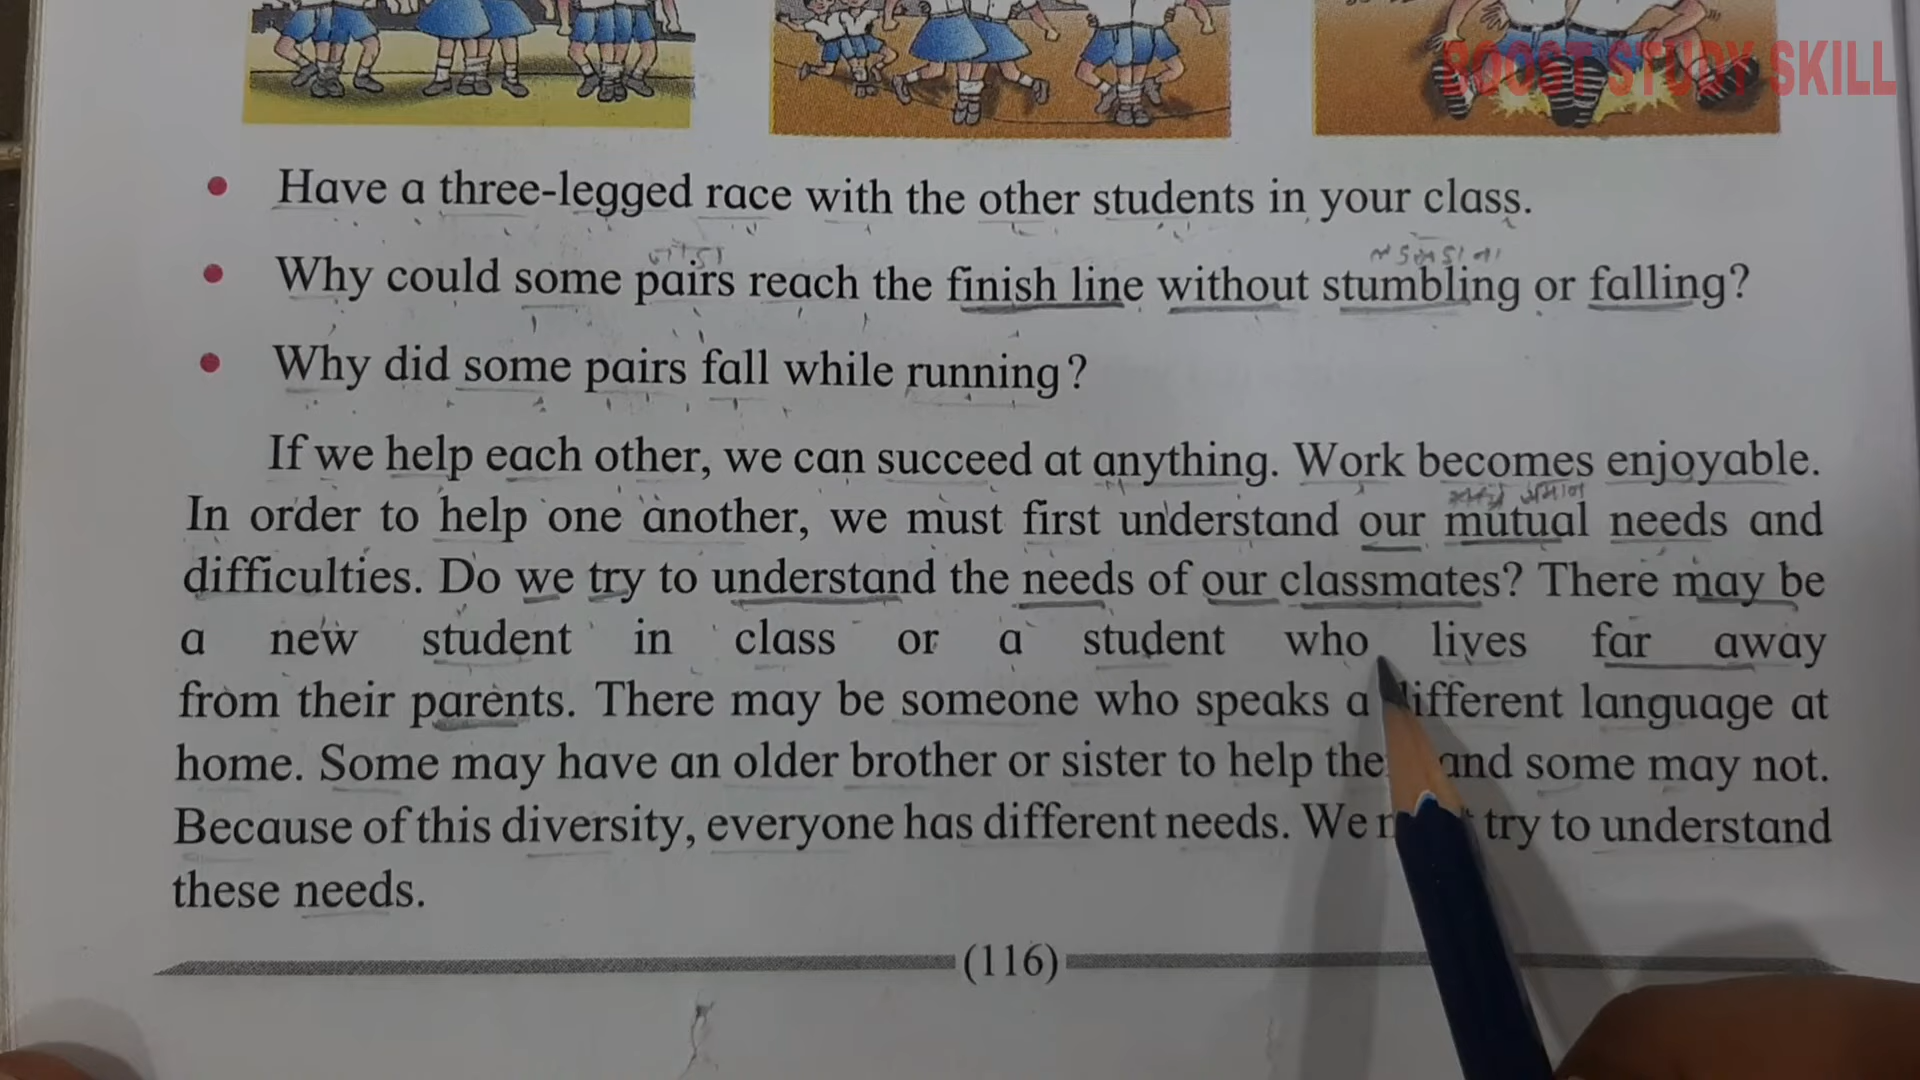 BOOST STUDY SKILL
• Have a three-legged race with the other students in your class.
• Why could some pairs reach the finish line without stumbling or falling?
• Why did some pairs fall while running?
If we help each other, we can succeed at anything. Work becomes enjoyable.
In order to help one another, we must first understand our mutual needs and
difficulties. Do we try to understand the needs of our classmates? There may be
a new student in class or a student who lives far away
from their parents. There may be someone who speaks a different language at
home. Some may have an older brother or sister to help the and some may not.
Because of this diversity, everyone has different needs. We try to understand
these needs.
(116)